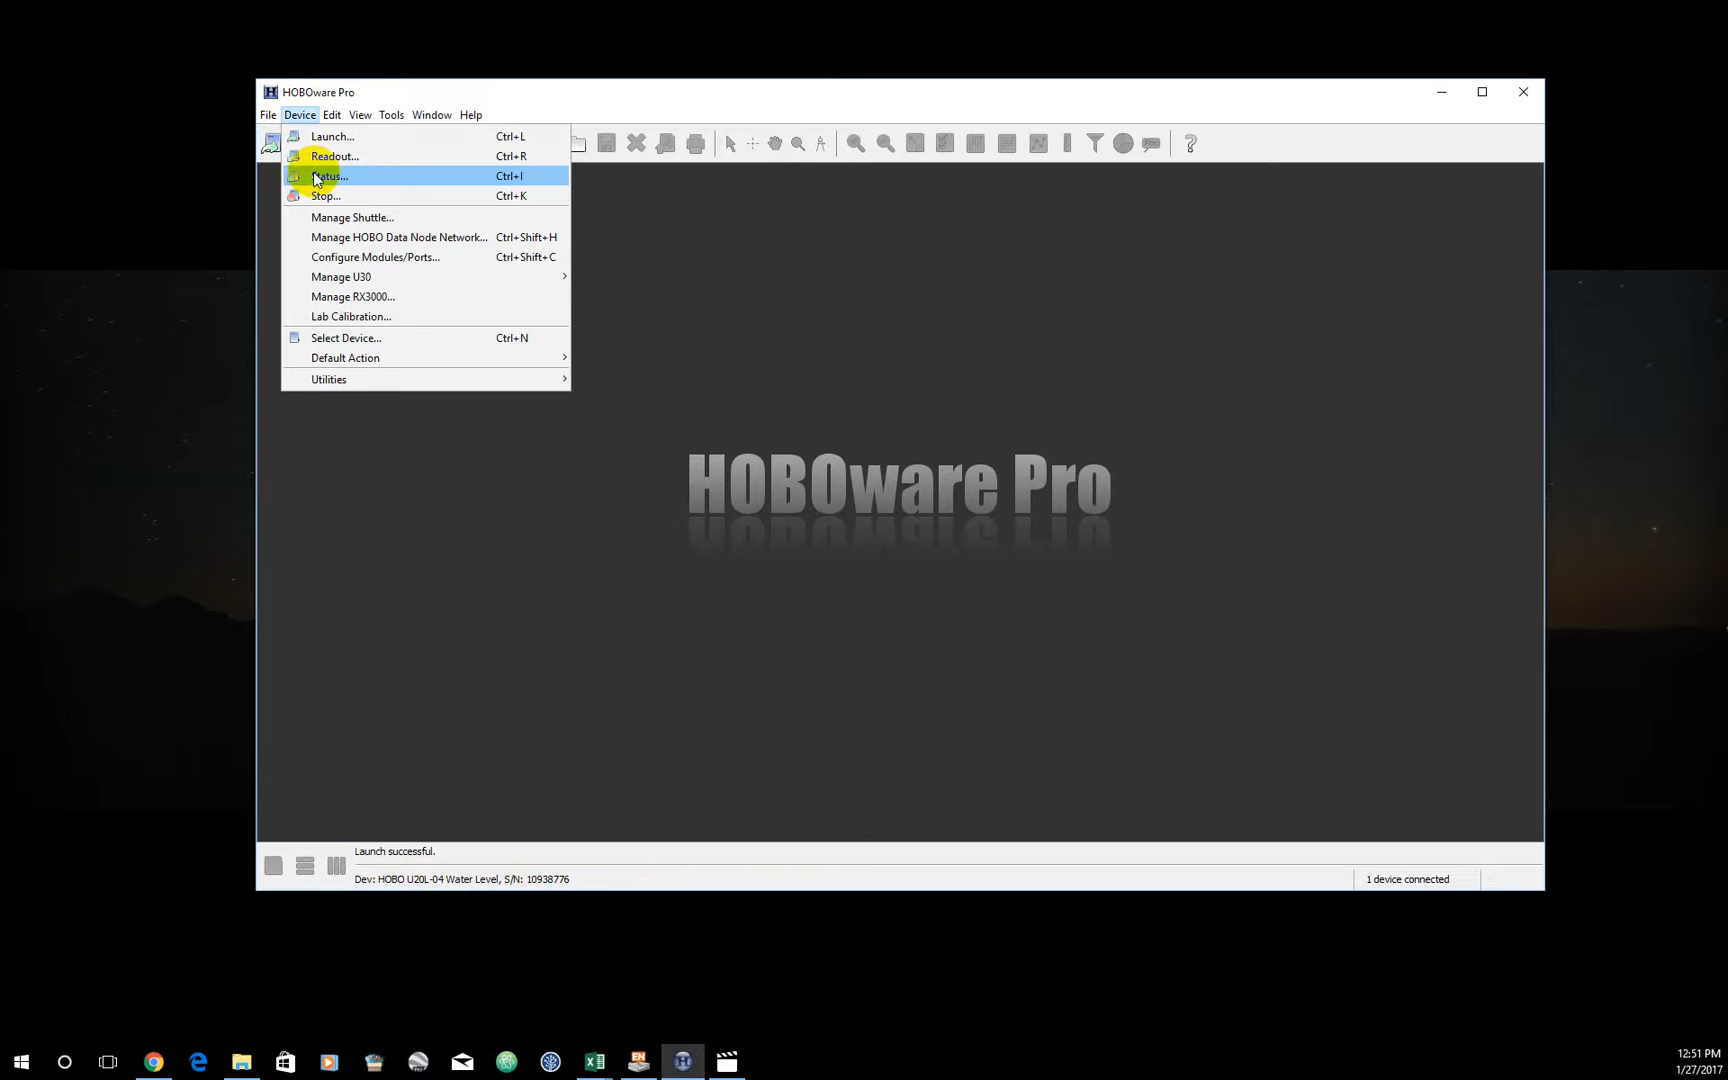 HOBOware Pro
File Device Edit View Tools Window Help
Launch... Ctrl+L
Readout... Ctrl+R
Status... Ctrl+I
Stop... Ctrl+K
Manage Shuttle...
Manage HOBO Data Node Network... Ctrl+Shift+H
Configure Modules/Ports... Ctrl+Shift+C
Manage U30
Manage RX3000...
Lab Calibration...
Select Device... Ctrl+N
Default Action
Utilities
HOBOware Pro
Launch successful.
Dev: HOBO U20L-04 Water Level, S/N: 10938776
1 device connected
EN
12:51 PM
1/27/2017